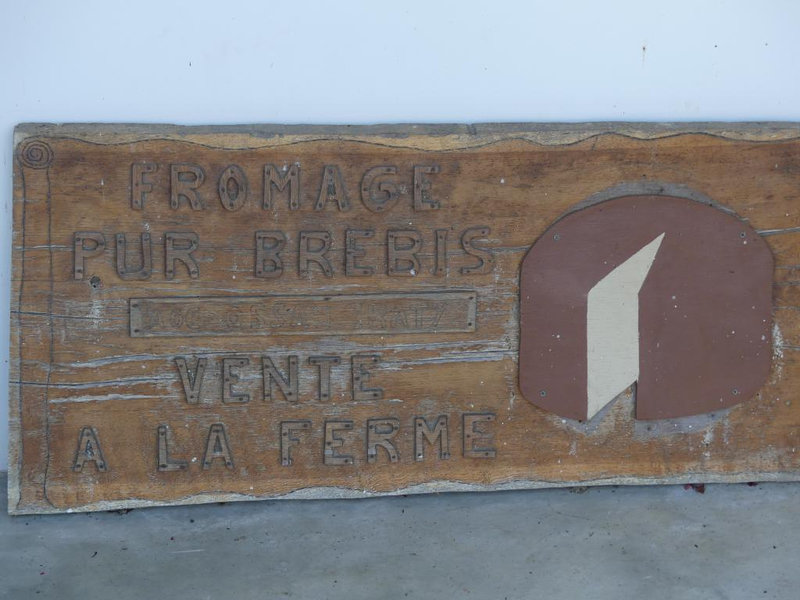 FROMAGE
PUR BREBIS
VENTE
A LA FERME